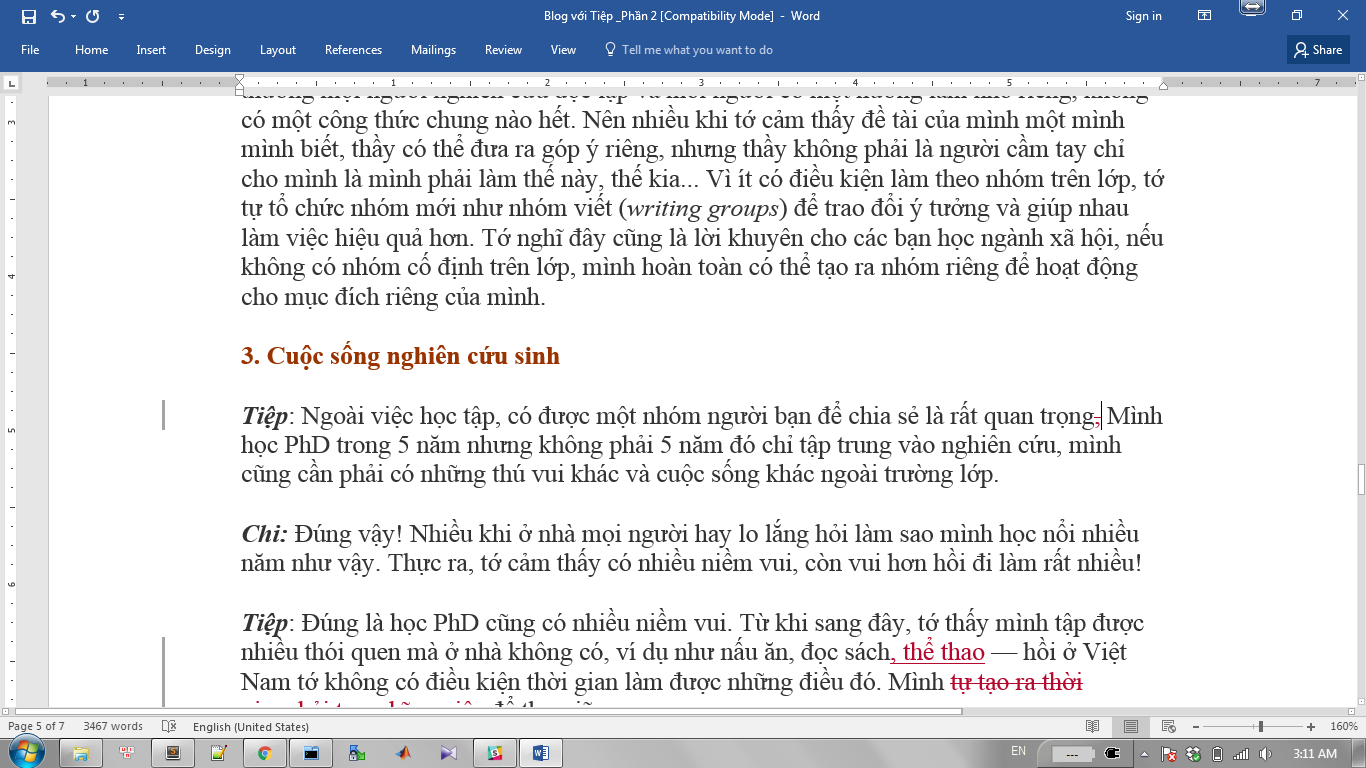 Blog với Tiệp _Phần 2 [Compatibility Mode] - Word
Sign in
File Home Insert Design Layout References Mailings Review View Tell me what you want to do Share
1 1 2 3 4 5 7
có một công thức chung nào hết. Nên nhiều khi tớ cảm thấy đề tài của mình một mình
mình biết, thầy có thể đưa ra góp ý riêng, nhưng thầy không phải là người cầm tay chỉ
cho mình là mình phải làm thế này, thế kia... Vì ít có điều kiện làm theo nhóm trên lớp, tớ
tự tổ chức nhóm mới như nhóm viết (writing groups) để trao đổi ý tưởng và giúp nhau
làm việc hiệu quả hơn. Tớ nghĩ đây cũng là lời khuyên cho các bạn học ngành xã hội, nếu
không có nhóm cố định trên lớp, mình hoàn toàn có thể tạo ra nhóm riêng để hoạt động
cho mục đích riêng của mình.
3. Cuộc sống nghiên cứu sinh
Tiệp: Ngoài việc học tập, có được một nhóm người bạn để chia sẻ là rất quan trọng, Mình
học PhD trong 5 năm nhưng không phải 5 năm đó chỉ tập trung vào nghiên cứu, mình
cũng cần phải có những thú vui khác và cuộc sống khác ngoài trường lớp.
Chi: Đúng vậy! Nhiều khi ở nhà mọi người hay lo lắng hỏi làm sao mình học nổi nhiều
năm như vậy. Thực ra, tớ cảm thấy có nhiều niềm vui, còn vui hơn hồi đi làm rất nhiều!
Tiệp: Đúng là học PhD cũng có nhiều niềm vui. Từ khi sang đây, tớ thấy mình tập được
nhiều thói quen mà ở nhà không có, ví dụ như nấu ăn, đọc sách, thể thao — hồi ở Việt
Nam tớ không có điều kiện thời gian làm được những điều đó. Mình tự tạo ra thời
3
4
5
6
Page 5 of 7 3467 words English (United States) 160%
EN 3:11 AM